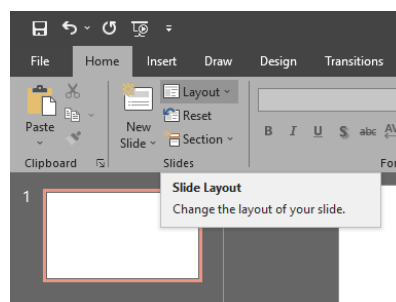 File Home Insert Draw Design Transitions
Paste
New
Slide
Layout
Reset
Section
B I U S abc AV
Clipboard Slides
Slide Layout
Change the layout of your slide.
1